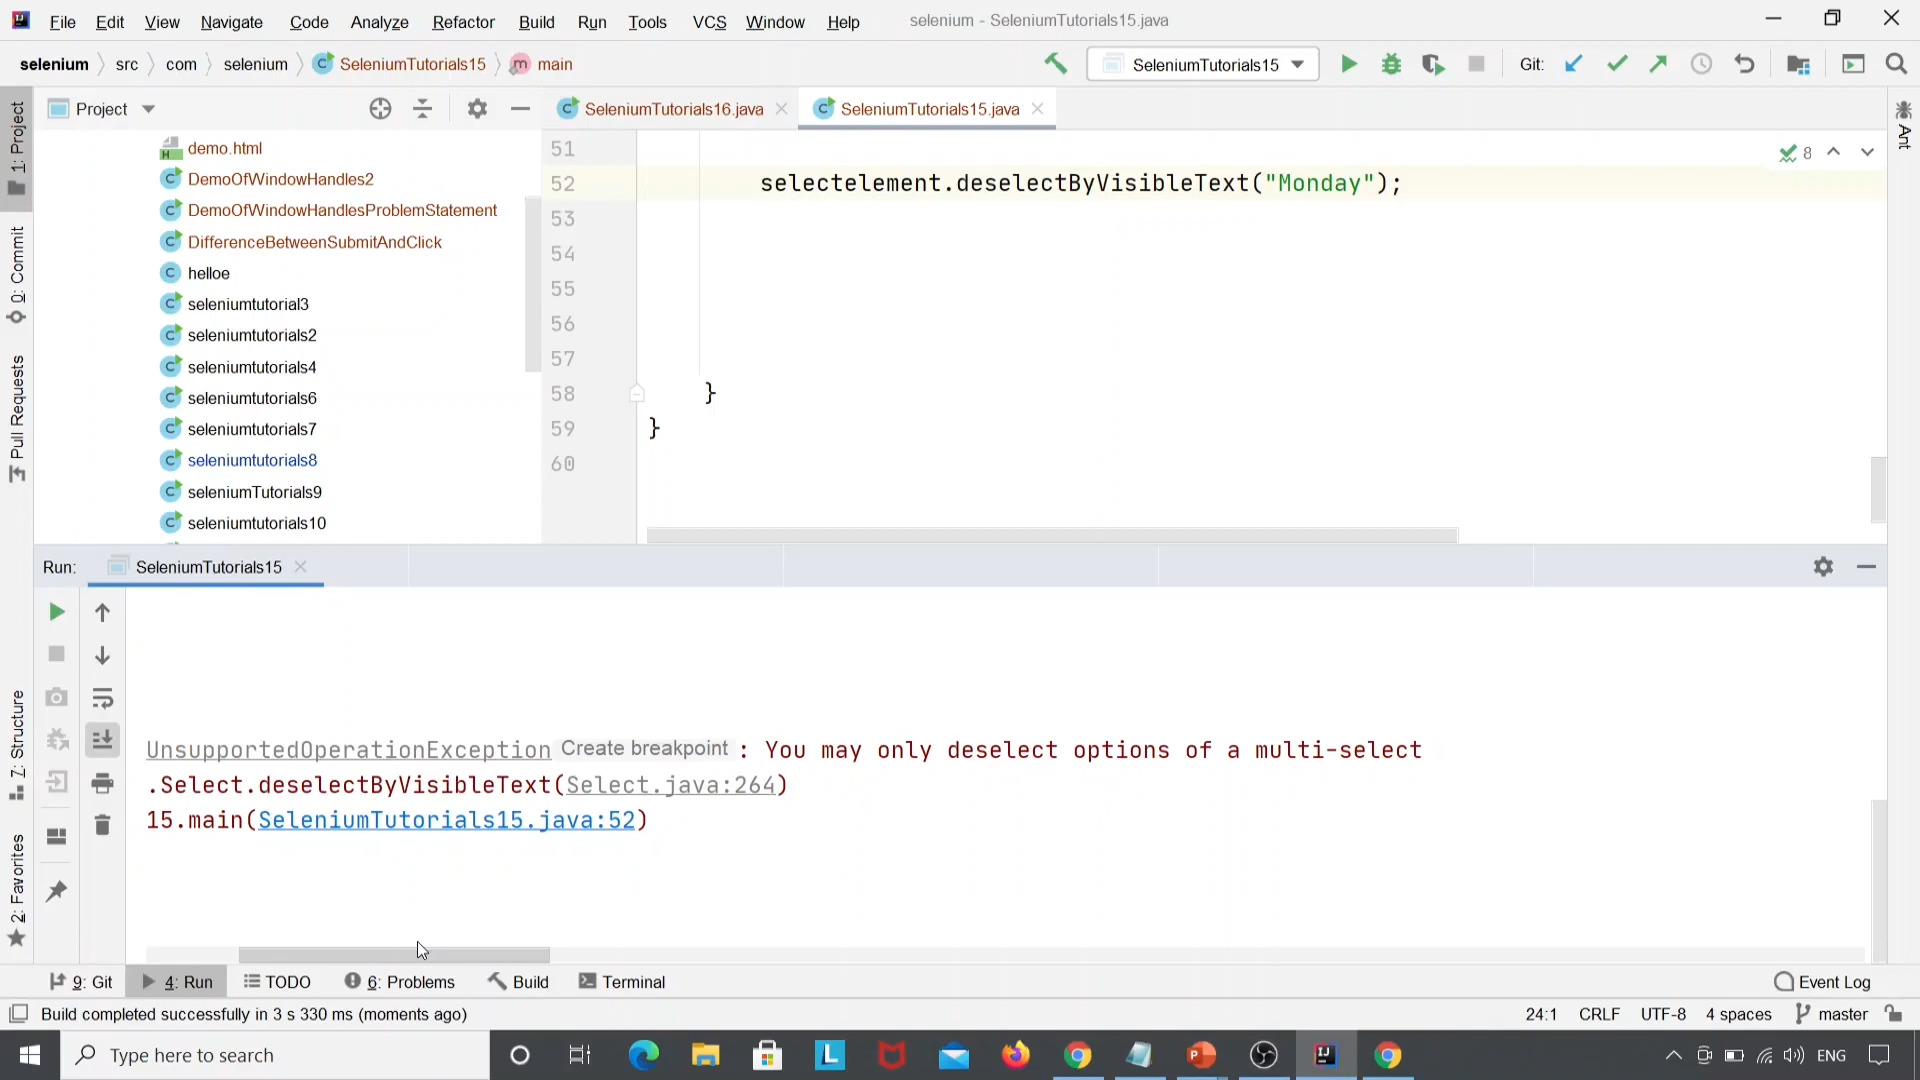 File Edit View Navigate Code Analyze Refactor Build Run Tools VCS Window Help selenium - SeleniumTutorials15.java
selenium src com selenium SeleniumTutorials15 main SeleniumTutorials15 Git:
1: Project
0: Commit
Pull Requests
7: Structure
2: Favorites
Project
demo.html
DemoOfWindowHandles2
DemoOfWindowHandlesProblemStatement
DifferenceBetweenSubmitAndClick
helloe
seleniumtutorial3
seleniumtutorials2
seleniumtutorials4
seleniumtutorials6
seleniumtutorials7
seleniumtutorials8
seleniumTutorials9
seleniumtutorials10
SeleniumTutorials16.java SeleniumTutorials15.java
8
51
52 selectelement.deselectByVisibleText("Monday");
53
54
55
56
57
58 }
59 }
60
Ant
Run: SeleniumTutorials15
UnsupportedOperationException Create breakpoint : You may only deselect options of a multi-select
.Select.deselectByVisibleText(Select.java:264)
15.main(SeleniumTutorials15.java:52)
9: Git 4: Run TODO 6: Problems Build Terminal Event Log
Build completed successfully in 3 s 330 ms (moments ago) 24:1 CRLF UTF-8 4 spaces master
Type here to search ENG